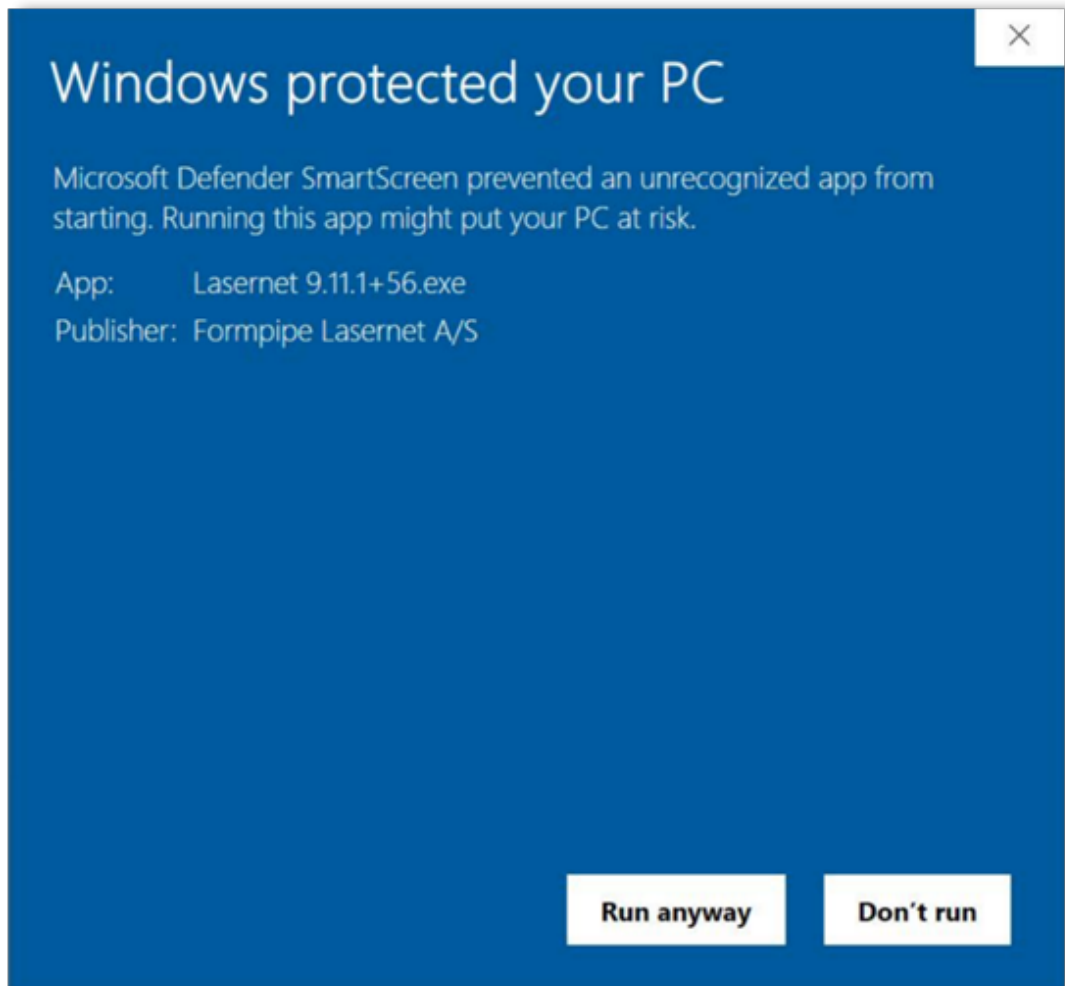 Windows protected your PC
Microsoft Defender SmartScreen prevented an unrecognized app from
starting. Running this app might put your PC at risk.
App: Lasernet 9.11.1+56.exe
Publisher: Formpipe Lasernet A/S
Run anyway Don’t run